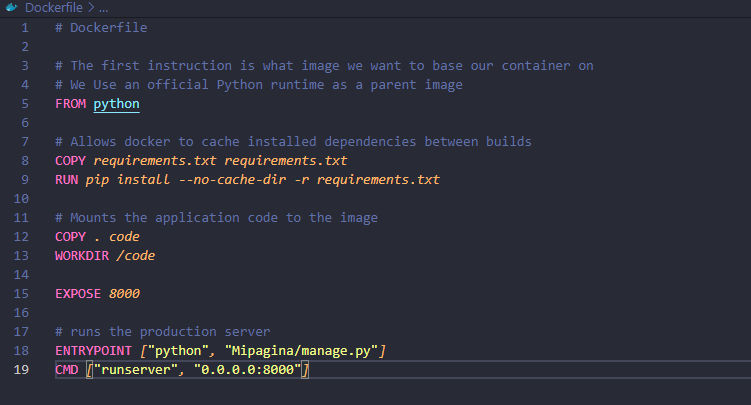 Dockerfile > ...
1 # Dockerfile
2
3 # The first instruction is what image we want to base our container on
4 # We Use an official Python runtime as a parent image
5 FROM python
6
7 # Allows docker to cache installed dependencies between builds
8 COPY requirements.txt requirements.txt
9 RUN pip install --no-cache-dir -r requirements.txt
10
11 # Mounts the application code to the image
12 COPY . code
13 WORKDIR /code
14
15 EXPOSE 8000
16
17 # runs the production server
18 ENTRYPOINT ["python", "Mipagina/manage.py"]
19 CMD ["runserver", "0.0.0.0:8000"]